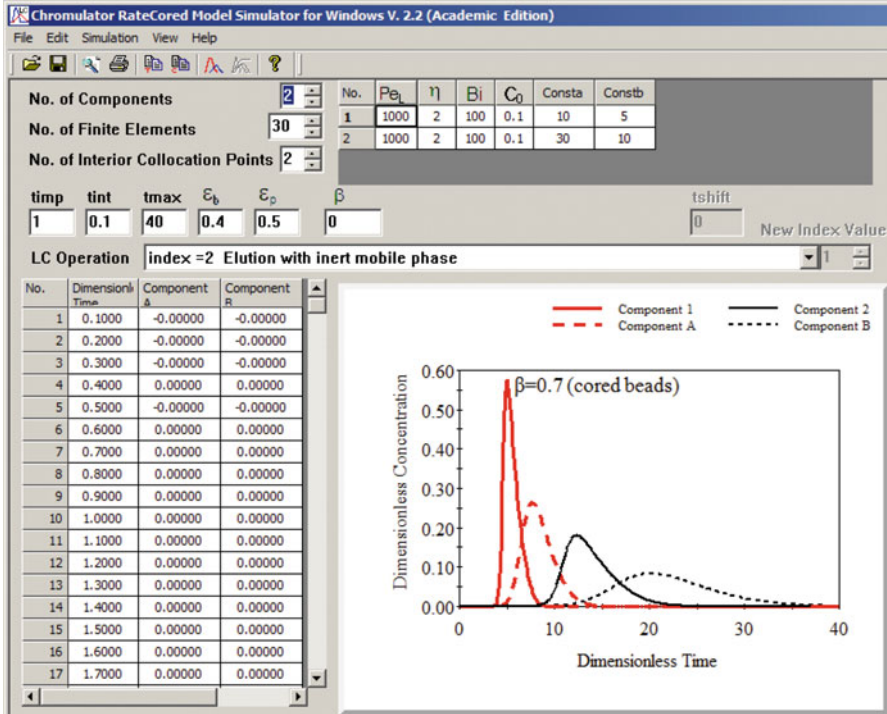 Chromulator RateCored Model Simulator for Windows V. 2.2 (Academic Edition)
File Edit Simulation View Help
No. of Components 2
No. of Finite Elements 30
No. of Interior Collocation Points 2
No. PeL η Bi C0 Consta Constb
1 1000 2 100 0.1 10 5
2 1000 2 100 0.1 30 10
timp tint tmax εb εp β tshift
1 0.1 40 0.4 0.5 0 0 New Index Value
LC Operation index =2 Elution with inert mobile phase 1
No. Dimensionl Component Component
Time A B
1 0.1000 -0.00000 -0.00000
2 0.2000 -0.00000 -0.00000
3 0.3000 -0.00000 -0.00000
4 0.4000 0.00000 0.00000
5 0.5000 -0.00000 -0.00000
6 0.6000 0.00000 0.00000
7 0.7000 0.00000 0.00000
8 0.8000 0.00000 0.00000
9 0.9000 0.00000 0.00000
10 1.0000 0.00000 0.00000
11 1.1000 0.00000 0.00000
12 1.2000 0.00000 0.00000
13 1.3000 0.00000 0.00000
14 1.4000 0.00000 0.00000
15 1.5000 0.00000 0.00000
16 1.6000 0.00000 0.00000
17 1.7000 0.00000 0.00000
Component 1 Component 2
Component A Component B
β=0.7 (cored beads)
Dimensionless Concentration
0.60
0.50
0.40
0.30
0.20
0.10
0.00
0 10 20 30 40
Dimensionless Time